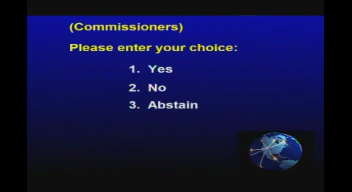 (Commissioners)
Please enter your choice:
1. Yes
2. No
3. Abstain